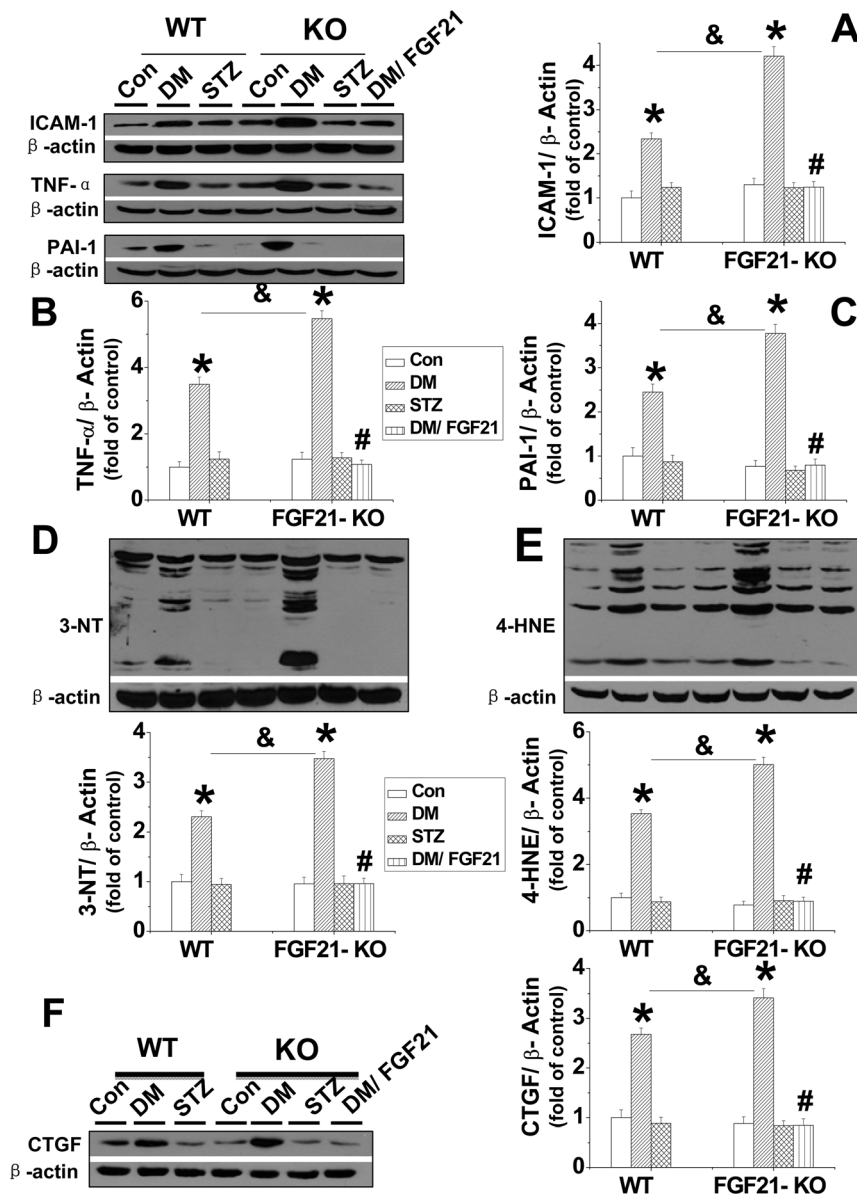 WT KO
Con DM STZ Con DM STZ DM/ FGF21
ICAM-1
β-actin
TNF-α
β-actin
PAI-1
β-actin
A
ICAM-1/ β- Actin
(fold of control)
4
3
2
1
0
&
*
*
#
WT FGF21- KO
B
TNF-α/ β- Actin
(fold of control)
6
4
2
0
&
*
*
#
WT FGF21- KO
Con
DM
STZ
DM/ FGF21
C
PAI-1/ β- Actin
(fold of control)
4
3
2
1
0
&
*
*
#
WT FGF21- KO
D
3-NT
β-actin
3-NT/ β- Actin
(fold of control)
4
3
2
1
0
&
*
*
#
WT FGF21- KO
Con
DM
STZ
DM/ FGF21
E
4-HNE
β-actin
4-HNE/ β- Actin
(fold of control)
6
4
2
0
&
*
*
#
WT FGF21- KO
F
WT KO
Con DM STZ Con DM STZ DM/ FGF21
CTGF
β-actin
CTGF/ β- Actin
(fold of control)
4
3
2
1
0
&
*
*
#
WT FGF21- KO